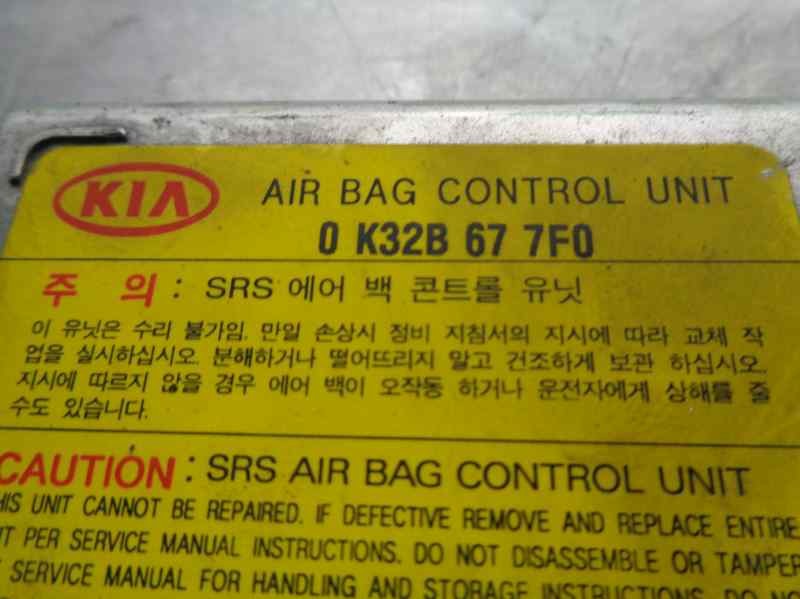 KIA AIR BAG CONTROL UNIT
0 K32B 67 7F0
주 의 : SRS 에어 백 콘트롤 유닛
이 유닛은 수리 불가임. 만일 손상시 정비 지침서의 지시에 따라 교체 작
업을 실시하십시오. 분해하거나 떨어뜨리지 말고 건조하게 보관 하십시오.
지시에 따르지 않을 경우 에어 백이 오작동 하거나 운전자에게 상해를 줄
수도 있습니다.
CAUTION : SRS AIR BAG CONTROL UNIT
THIS UNIT CANNOT BE REPAIRED. IF DEFECTIVE REMOVE AND REPLACE ENTIRE
PER SERVICE MANUAL INSTRUCTIONS. DO NOT DISASSEMBLE OR TAMPER
SERVICE MANUAL FOR HANDLING AND STORAGE INSTRUCTIONS. DO